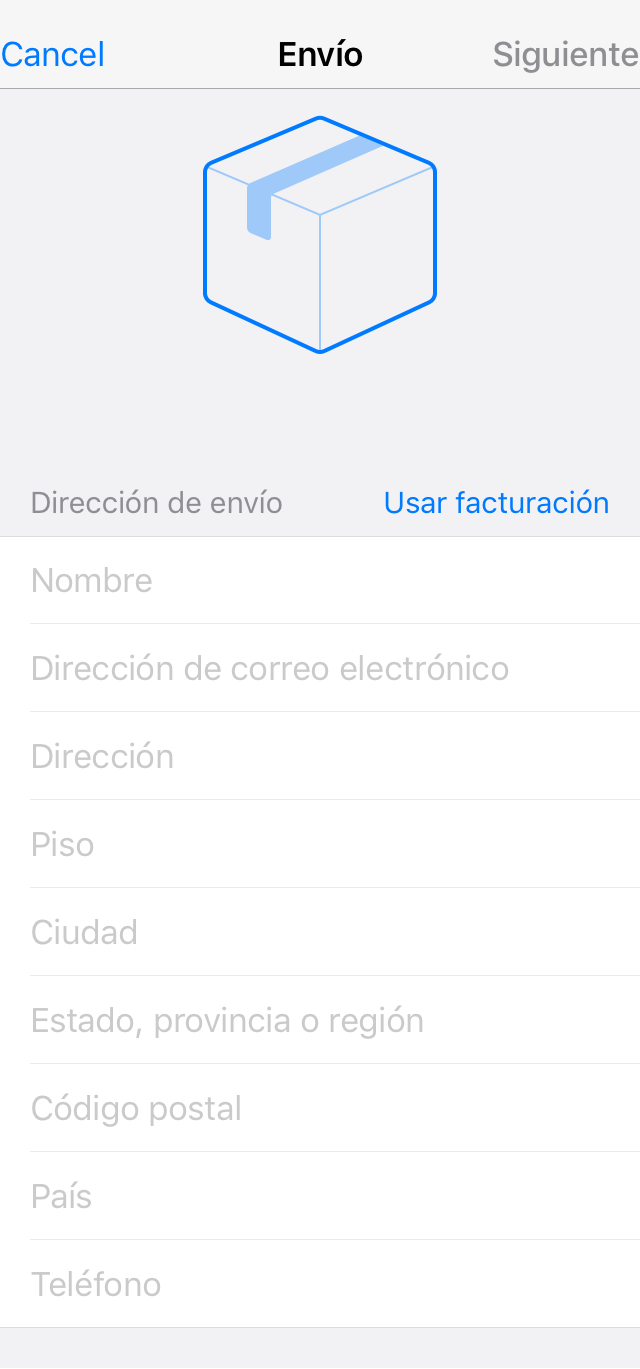 Cancel Envío Siguiente
Dirección de envío Usar facturación
Nombre
Dirección de correo electrónico
Dirección
Piso
Ciudad
Estado, provincia o región
Código postal
País
Teléfono